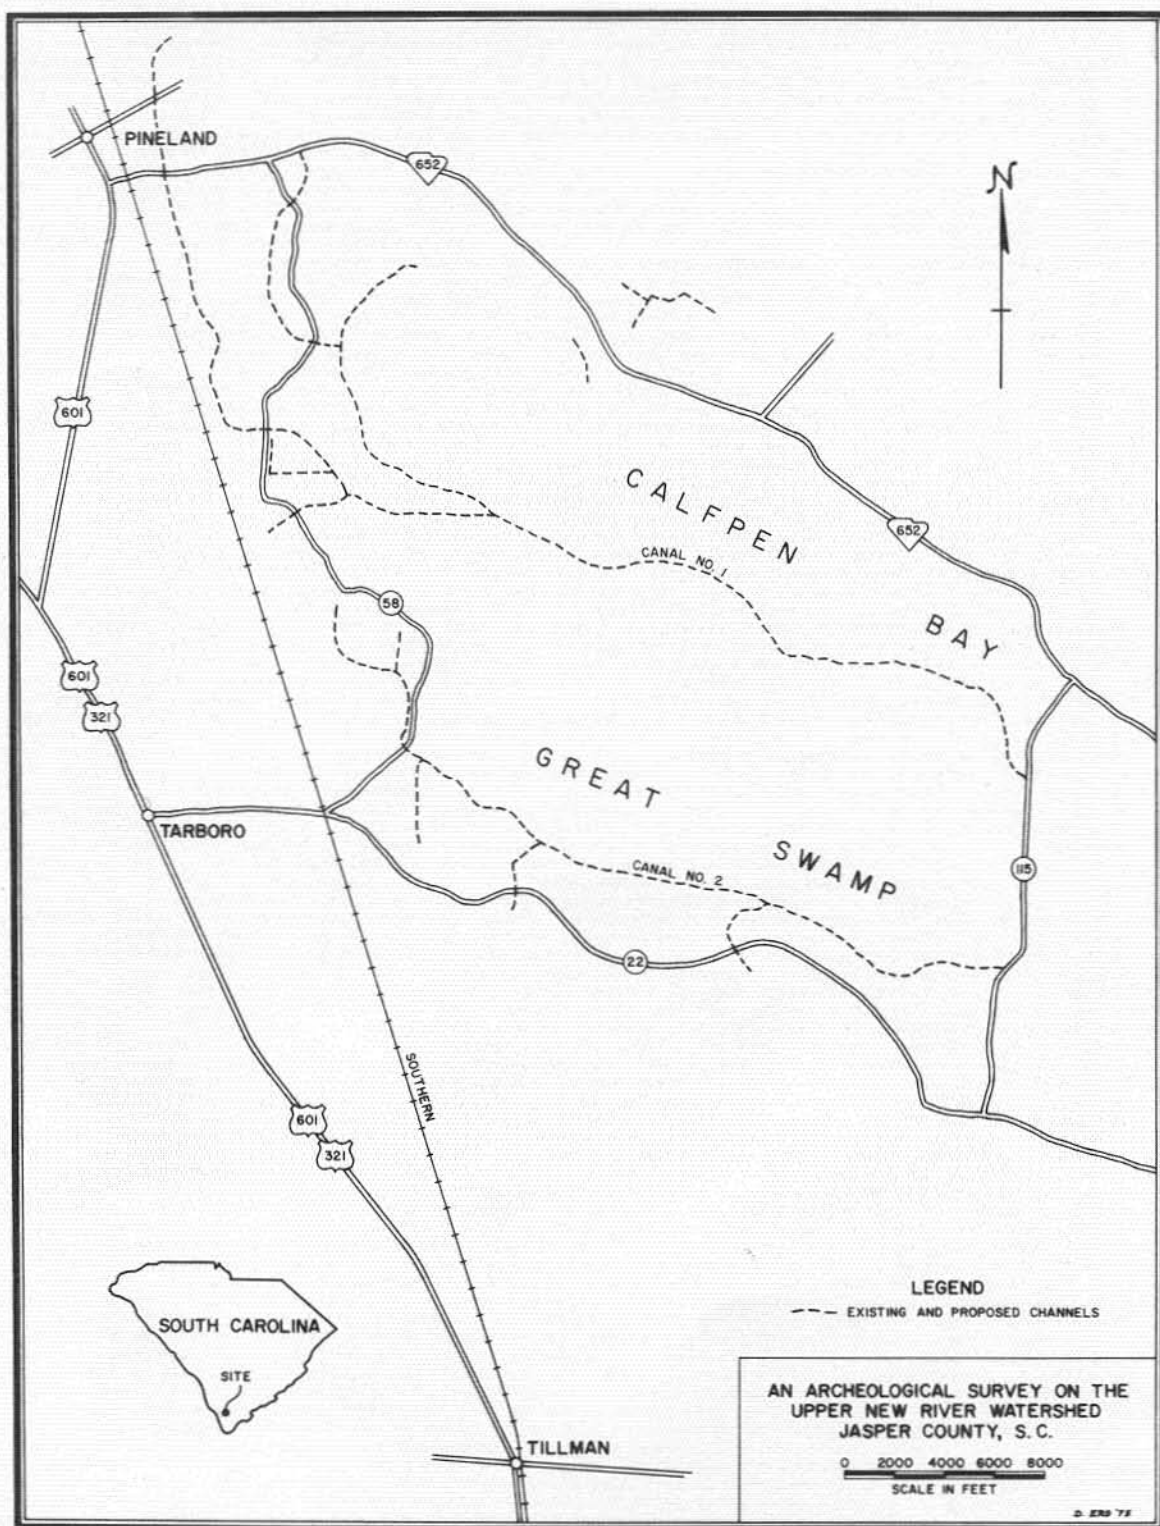 PINELAND
652
N
601
CALFPEN
652
CANAL NO. 1
58
BAY
601
321
GREAT
TARBORO
SWAMP
CANAL NO. 2
115
22
SOUTHERN
601
321
LEGEND
EXISTING AND PROPOSED CHANNELS
SOUTH CAROLINA
SITE
AN ARCHEOLOGICAL SURVEY ON THE
UPPER NEW RIVER WATERSHED
JASPER COUNTY, S.C.
TILLMAN
0 2000 4000 6000 8000
SCALE IN FEET
D. ERB '75